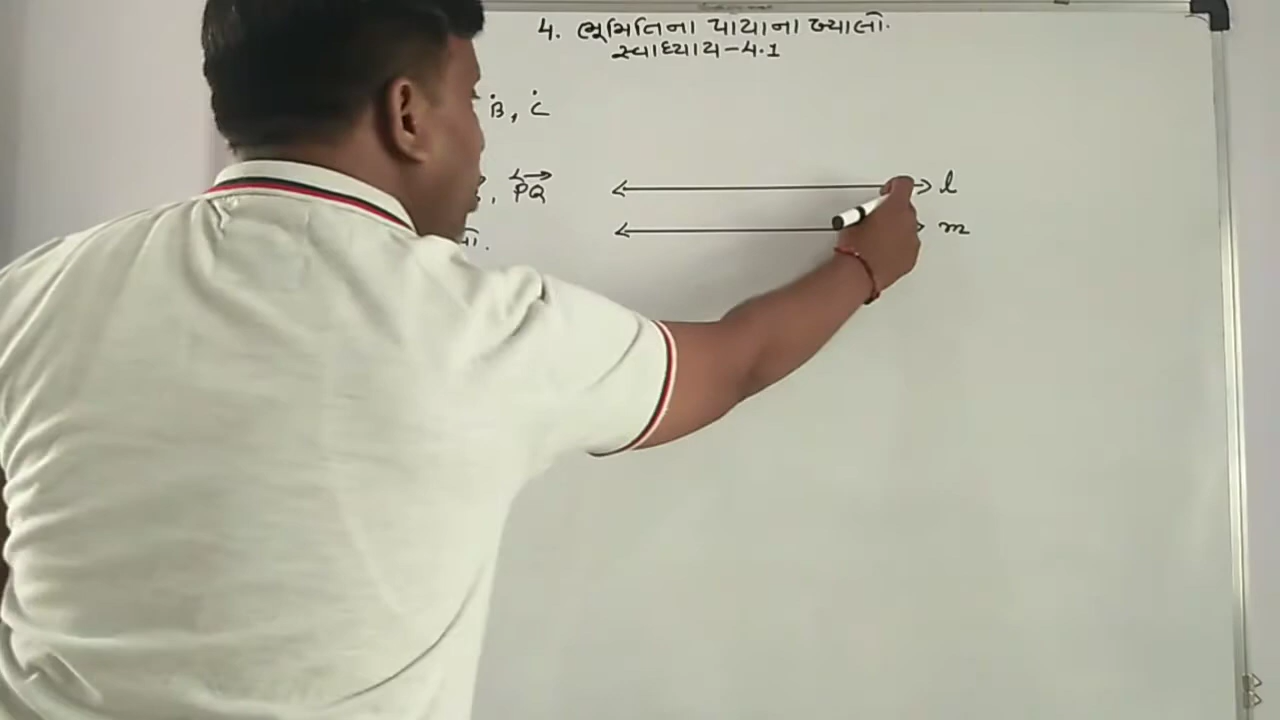 4. ભૂમિતિના પાયાના ખ્યાલો.
સ્વાધ્યાય-4.1
B, C
, PQ
l
m